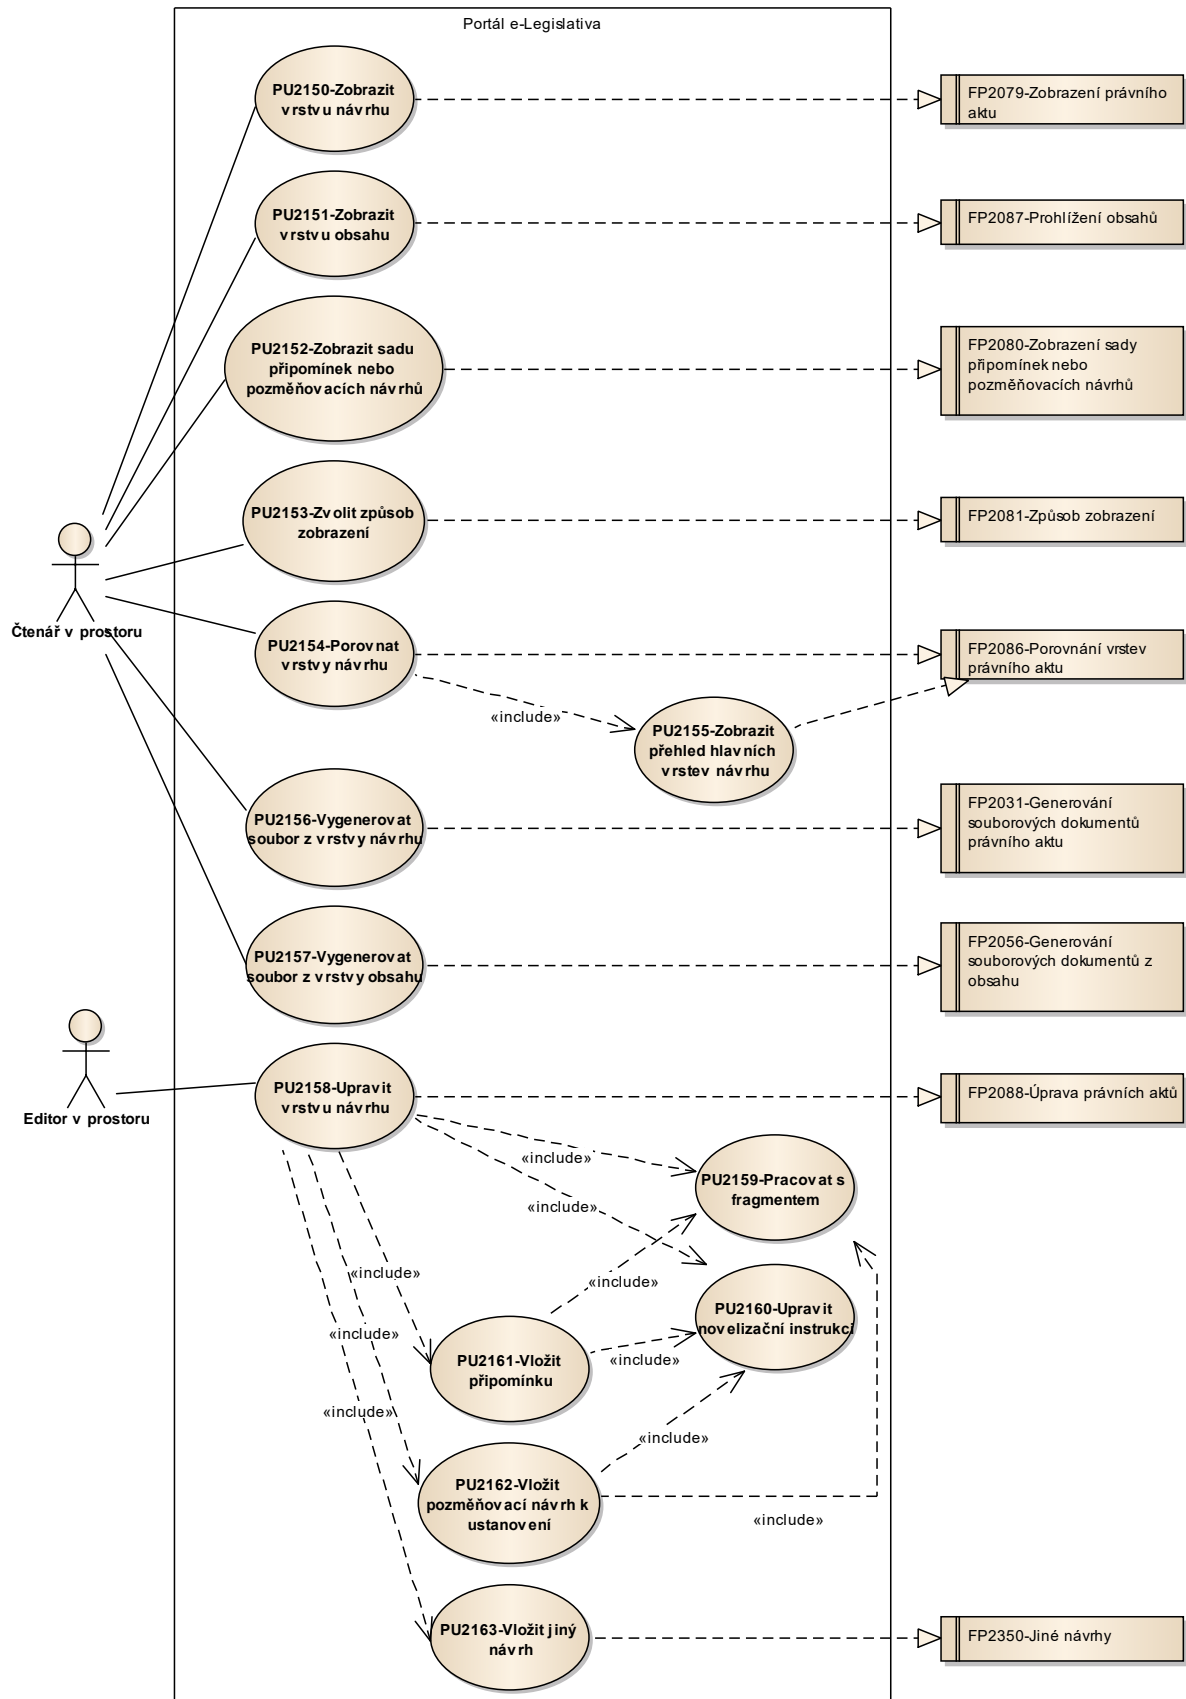 Portál e-Legislativa
PU2150-Zobrazit
vrstvu návrhu
FP2079-Zobrazení právního
aktu
PU2151-Zobrazit
vrstvu obsahu
FP2087-Prohlížení obsahů
PU2152-Zobrazit sadu
připomínek nebo
pozměňovacích návrhů
FP2080-Zobrazení sady
připomínek nebo
pozměňovacích návrhů
PU2153-Zvolit způsob
zobrazení
FP2081-Způsob zobrazení
Čtenář v prostoru
PU2154-Porovnat
vrstvy návrhu
FP2086-Porovnání vrstev
právního aktu
«include»
PU2155-Zobrazit
přehled hlavních
vrstev návrhu
PU2156-Vygenerovat
soubor z vrstvy návrhu
FP2031-Generování
souborových dokumentů
právního aktu
PU2157-Vygenerovat
soubor z vrstvy obsahu
FP2056-Generování
souborových dokumentů z
obsahu
Editor v prostoru
PU2158-Upravit
vrstvu návrhu
FP2088-Úprava právních aktů
«include»
PU2159-Pracovat s
fragmentem
«include»
«include»
«include»
PU2160-Upravit
novelizační instrukci
«include»
PU2161-Vložit
připomínku
«include»
«include»
«include»
PU2162-Vložit
pozměňovací návrh k
ustanovení
«include»
PU2163-Vložit jiný
návrh
FP2350-Jiné návrhy